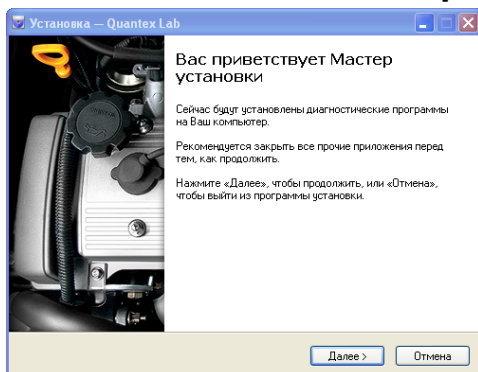 Установка — Quantex Lab
Вас приветствует Мастер
установки
Сейчас будут установлены диагностические программы
на Ваш компьютер.
Рекомендуется закрыть все прочие приложения перед
тем, как продолжить.
Нажмите «Далее», чтобы продолжить, или «Отмена»,
чтобы выйти из программы установки.
Далее >
Отмена